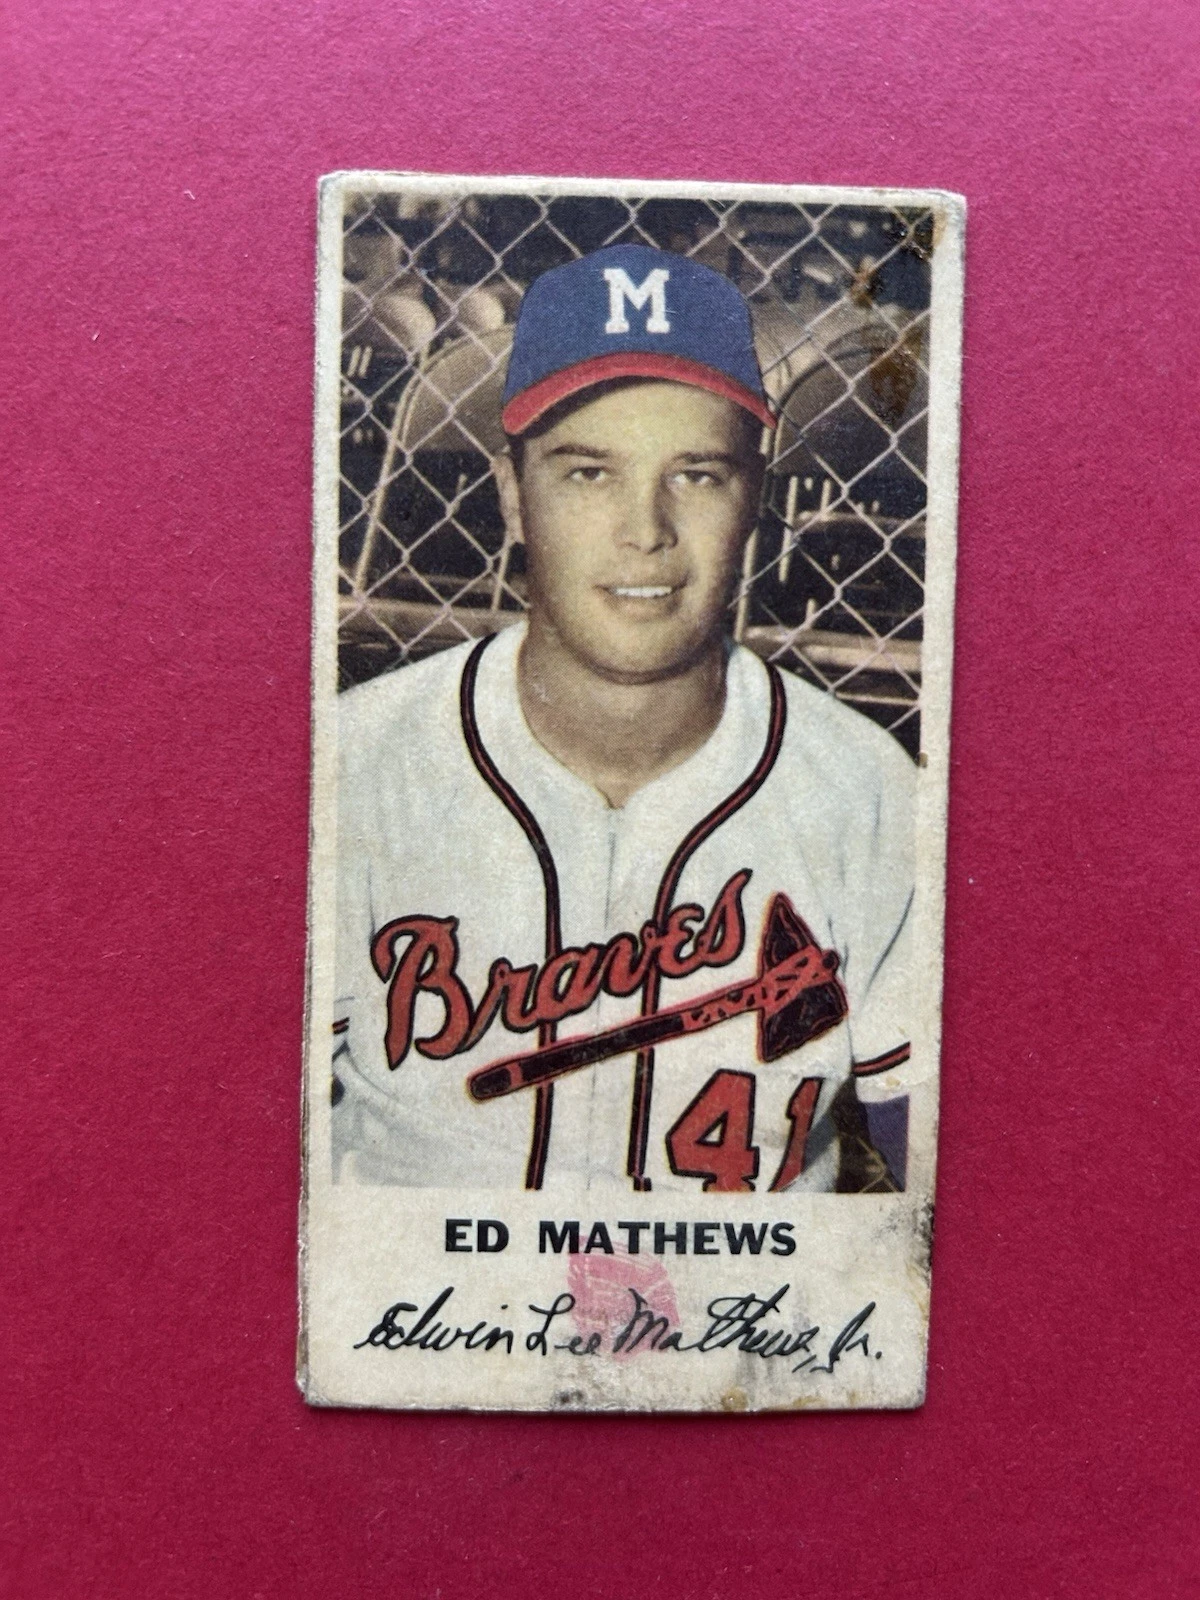 M
Braves
41
ED MATHEWS
Edwin Lee Mathews, Jr.